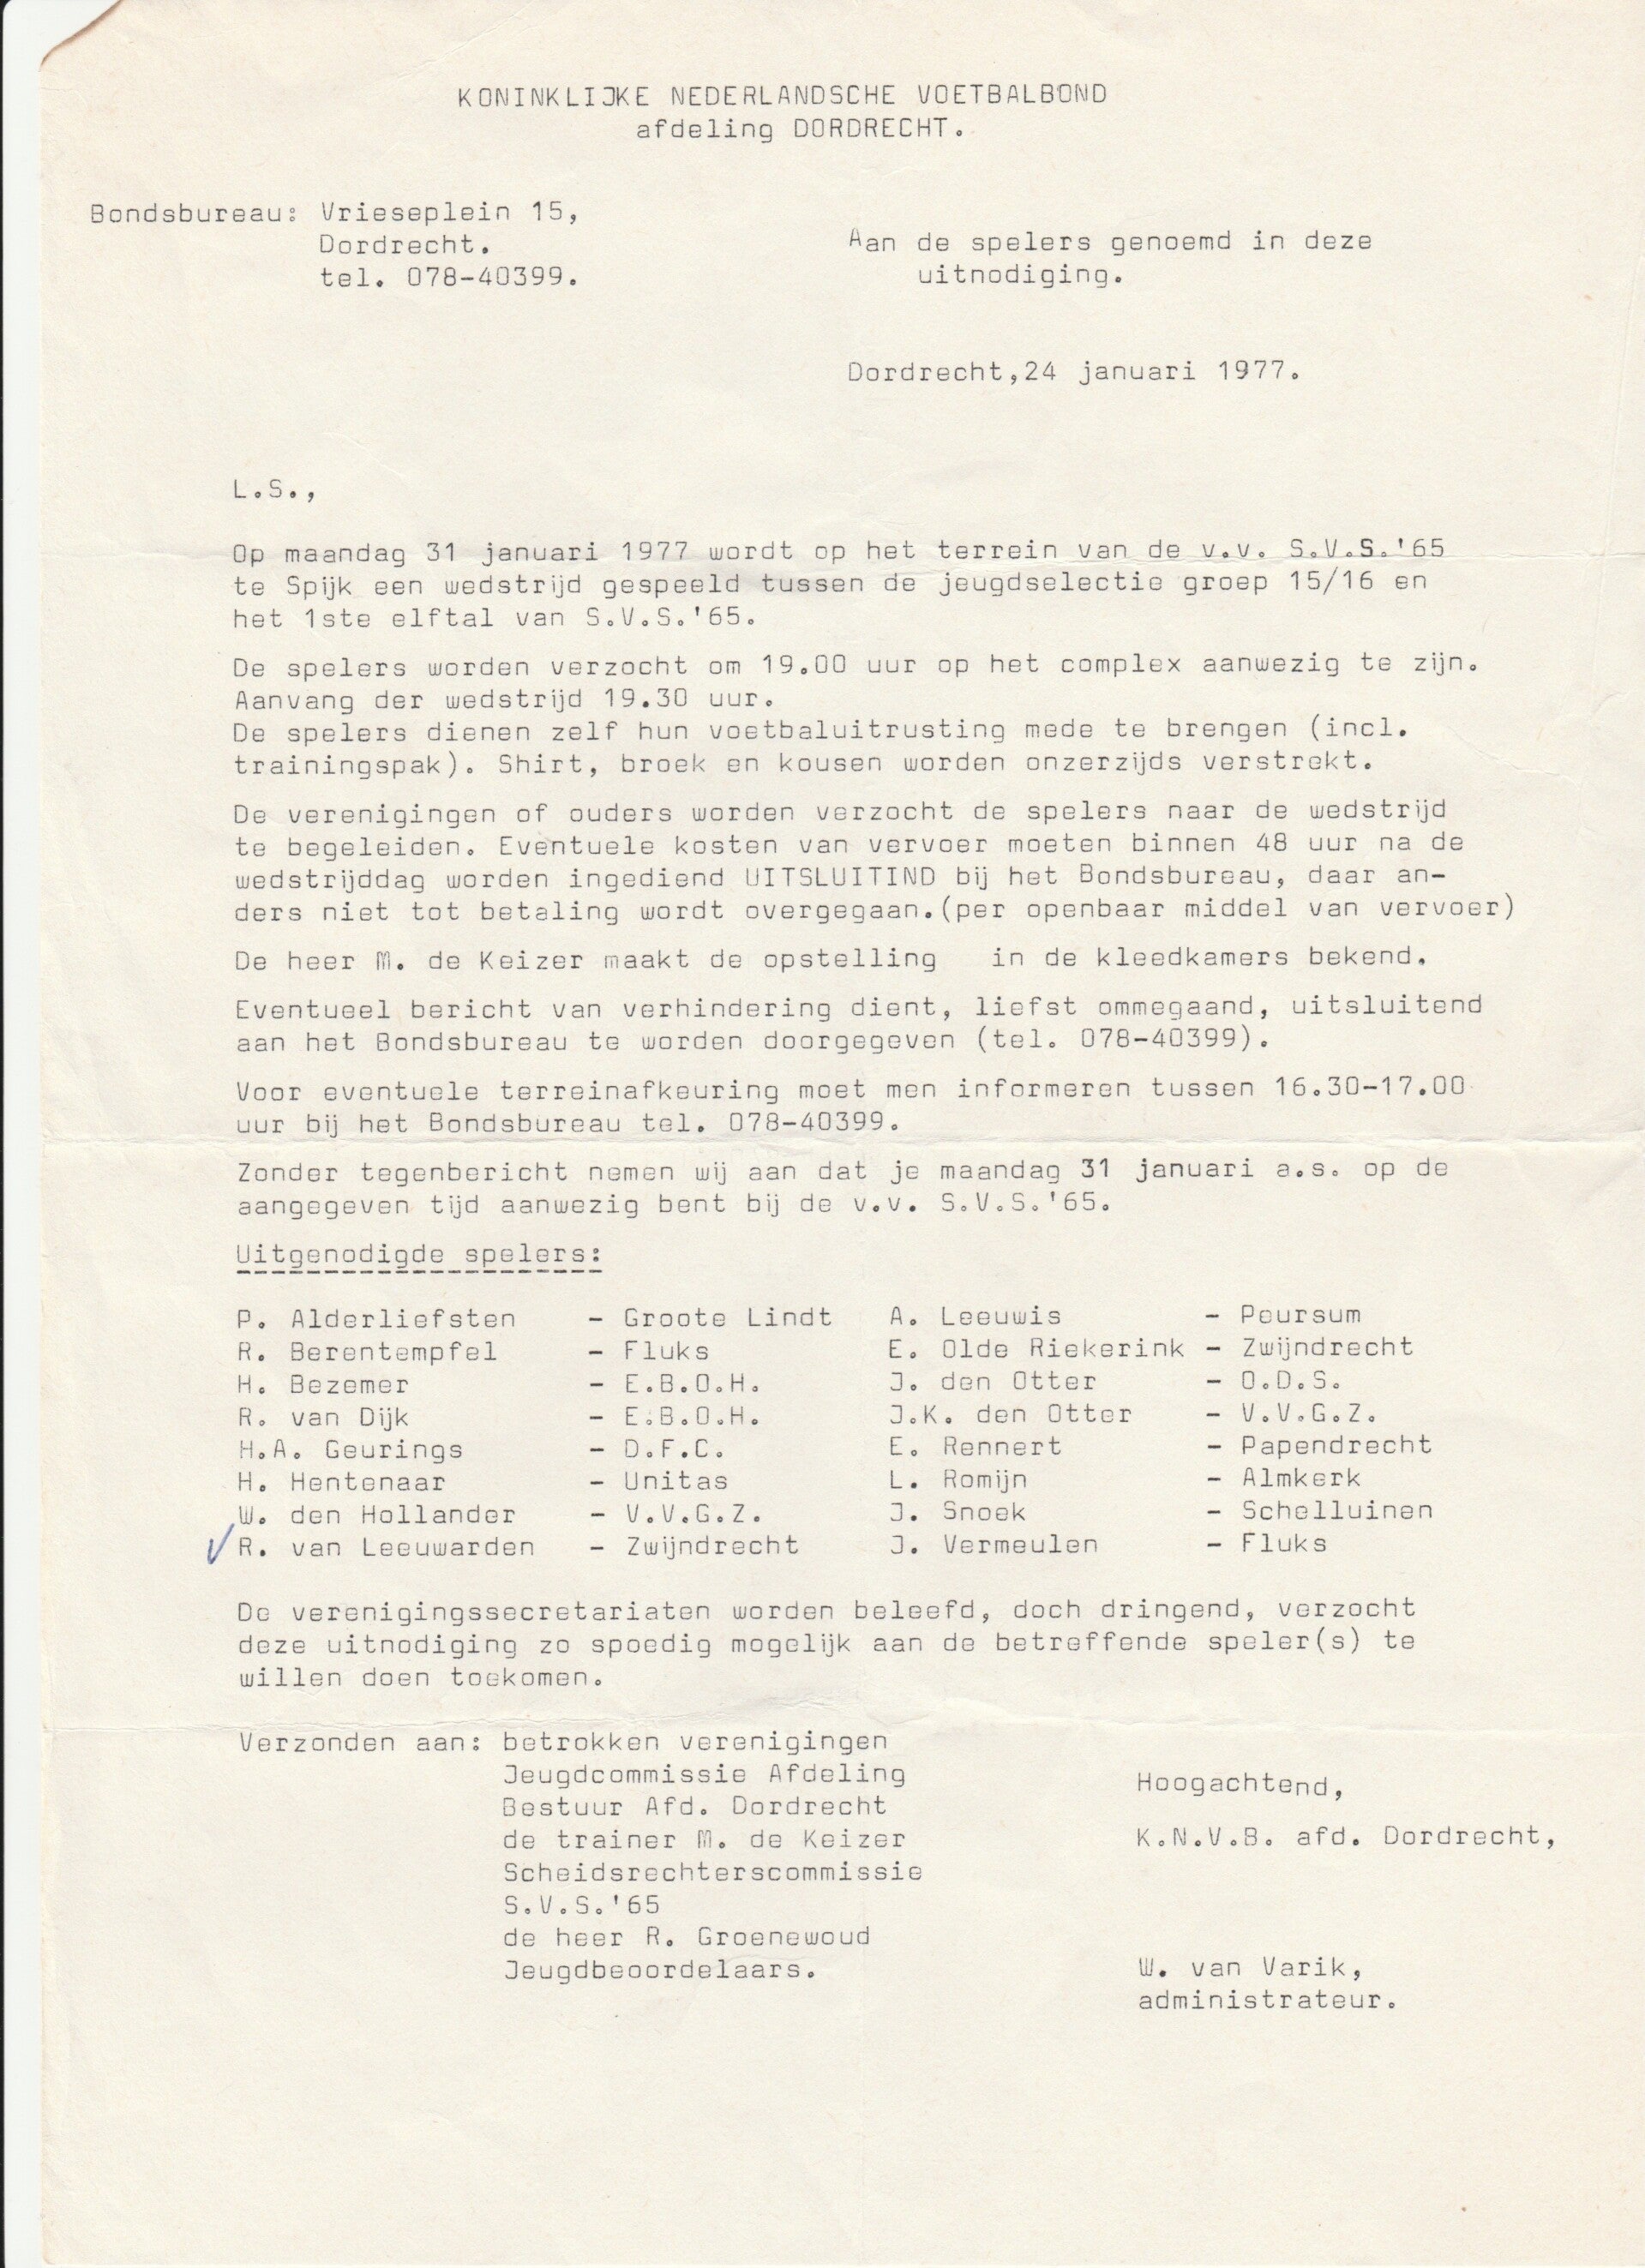 KONINKLIJKE NEDERLANDSCHE VOETBALBOND
afdeling DORDRECHT.
Bondsbureau: Vrieseplein 15,
Dordrecht.
tel. 078-40399.
Aan de spelers genoemd in deze
uitnodiging.
Dordrecht,24 januari 1977.
L.S.,
Op maandag 31 januari 1977 wordt op het terrein van de v.v. S.V.S.'65
te Spijk een wedstrijd gespeeld tussen de jeugdselectie groep 15/16 en
het 1ste elftal van S.V.S.'65.
De spelers worden verzocht om 19.00 uur op het complex aanwezig te zijn.
Aanvang der wedstrijd 19.30 uur.
De spelers dienen zelf hun voetbaluitrusting mede te brengen (incl.
trainingspak). Shirt, broek en kousen worden onzerzijds verstrekt.
De verenigingen of ouders worden verzocht de spelers naar de wedstrijd
te begeleiden. Eventuele kosten van vervoer moeten binnen 48 uur na de
wedstrijddag worden ingediend UITSLUITIND bij het Bondsbureau, daar an-
ders niet tot betaling wordt overgegaan.(per openbaar middel van vervoer)
De heer M. de Keizer maakt de opstelling in de kleedkamers bekend.
Eventueel bericht van verhindering dient, liefst ommegaand, uitsluitend
aan het Bondsbureau te worden doorgegeven (tel. 078-40399).
Voor eventuele terreinafkeuring moet men informeren tussen 16.30-17.00
uur bij het Bondsbureau tel. 078-40399.
Zonder tegenbericht nemen wij aan dat je maandag 31 januari a.s. op de
aangegeven tijd aanwezig bent bij de v.v. S.V.S.'65.
Uitgenodigde spelers:
P. Alderliefsten - Groote Lindt A. Leeuwis - Peursum
R. Berentempfel - Fluks E. Olde Riekerink - Zwijndrecht
H. Bezemer - E.B.O.H. J. den Otter - O.D.S.
R. van Dijk - E.B.O.H. J.K. den Otter - V.V.G.Z.
H.A. Geurings - D.F.C. E. Rennert - Papendrecht
H. Hentenaar - Unitas L. Romijn - Almkerk
W. den Hollander - V.V.G.Z. J. Snoek - Schelluinen
R. van Leeuwarden - Zwijndrecht J. Vermeulen - Fluks
De verenigingssecretariaten worden beleefd, doch dringend, verzocht
deze uitnodiging zo spoedig mogelijk aan de betreffende speler(s) te
willen doen toekomen.
Verzonden aan: betrokken verenigingen
Jeugdcommissie Afdeling
Bestuur Afd. Dordrecht
de trainer M. de Keizer
Scheidsrechterscommissie
S.V.S.'65
de heer R. Groenewoud
Jeugdbeoordelaars.
Hoogachtend,
K.N.V.B. afd. Dordrecht,
W. van Varik,
administrateur.